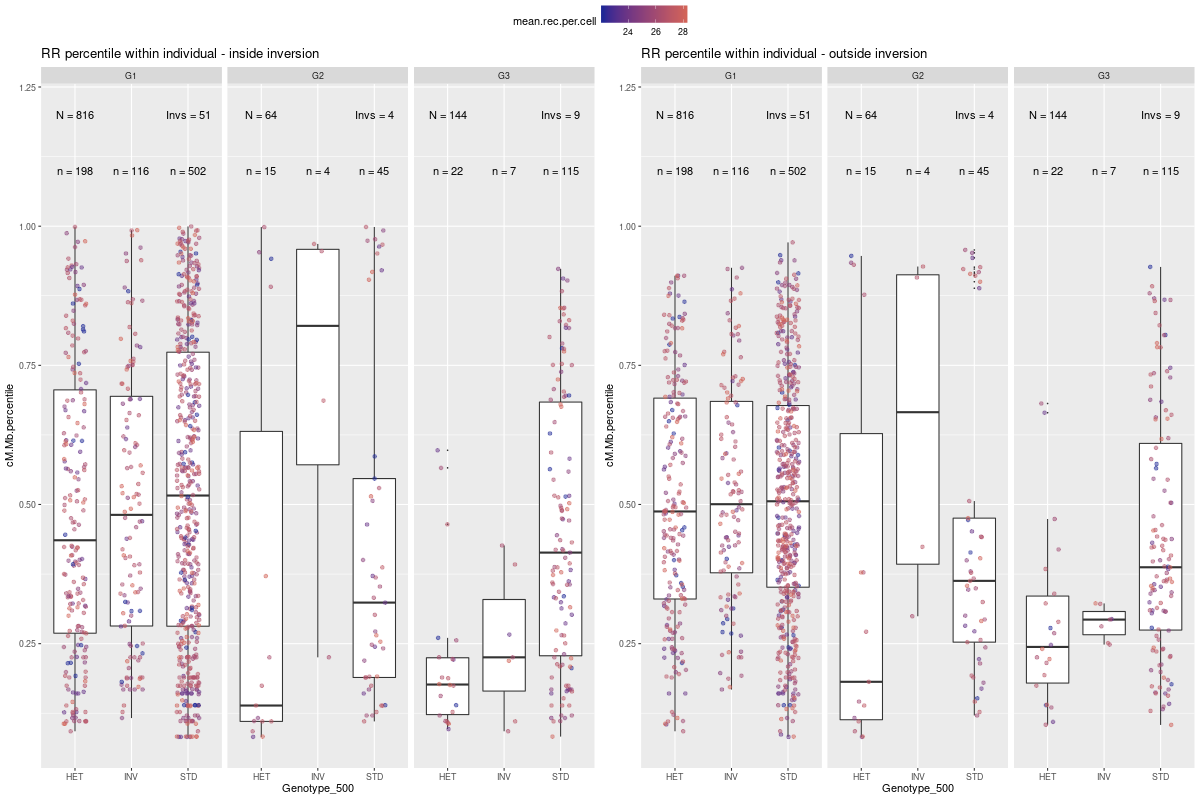 mean.rec.per.cell
24 26 28
RR percentile within individual - inside inversion
G1 G2 G3
N = 816 Invs = 51 N = 64 Invs = 4 N = 144 Invs = 9
n = 198 n = 116 n = 502 n = 15 n = 4 n = 45 n = 22 n = 7 n = 115
1.25
1.00
0.75
0.50
0.25
cM.Mb.percentile
HET INV STD HET INV STD HET INV STD
Genotype_500
RR percentile within individual - outside inversion
G1 G2 G3
N = 816 Invs = 51 N = 64 Invs = 4 N = 144 Invs = 9
n = 198 n = 116 n = 502 n = 15 n = 4 n = 45 n = 22 n = 7 n = 115
1.25
1.00
0.75
0.50
0.25
cM.Mb.percentile
HET INV STD HET INV STD HET INV STD
Genotype_500